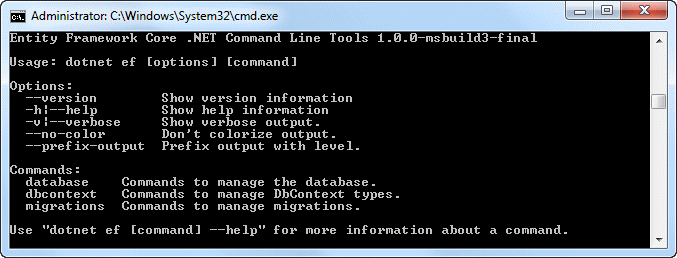 Administrator: C:\Windows\System32\cmd.exe
Entity Framework Core .NET Command Line Tools 1.0.0-msbuild3-final
Usage: dotnet ef [options] [command]
Options:
--version Show version information
-h|--help Show help information
-v|--verbose Show verbose output.
--no-color Don't colorize output.
--prefix-output Prefix output with level.
Commands:
database Commands to manage the database.
dbcontext Commands to manage DbContext types.
migrations Commands to manage migrations.
Use "dotnet ef [command] --help" for more information about a command.